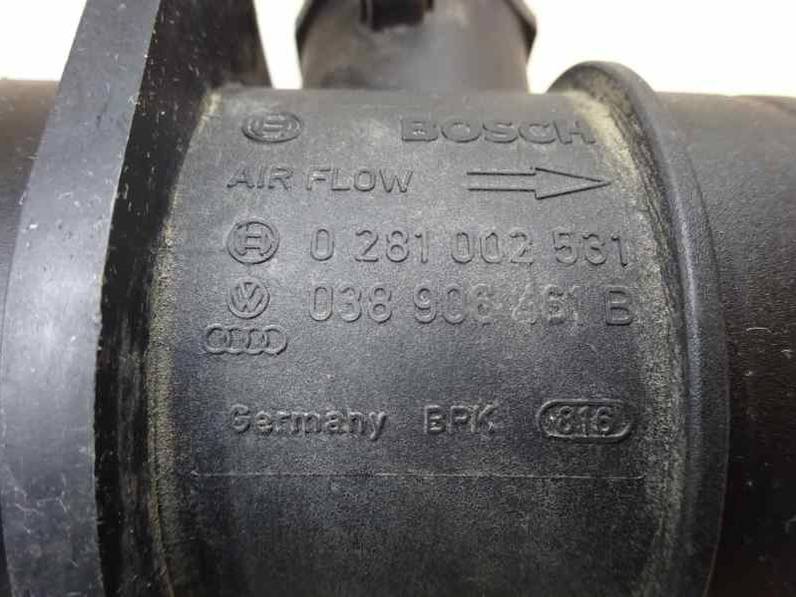 BOSCH
AIR FLOW
0 281 002 531
038 906 461 B
Germany BPK 816